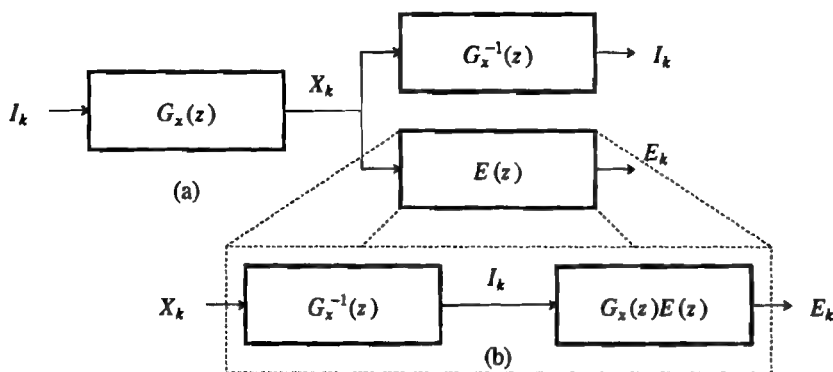 G_x^{-1}(z)
I_k
X_k
I_k
G_x(z)
E(z)
E_k
(a)
X_k
G_x^{-1}(z)
I_k
G_x(z)E(z)
E_k
(b)